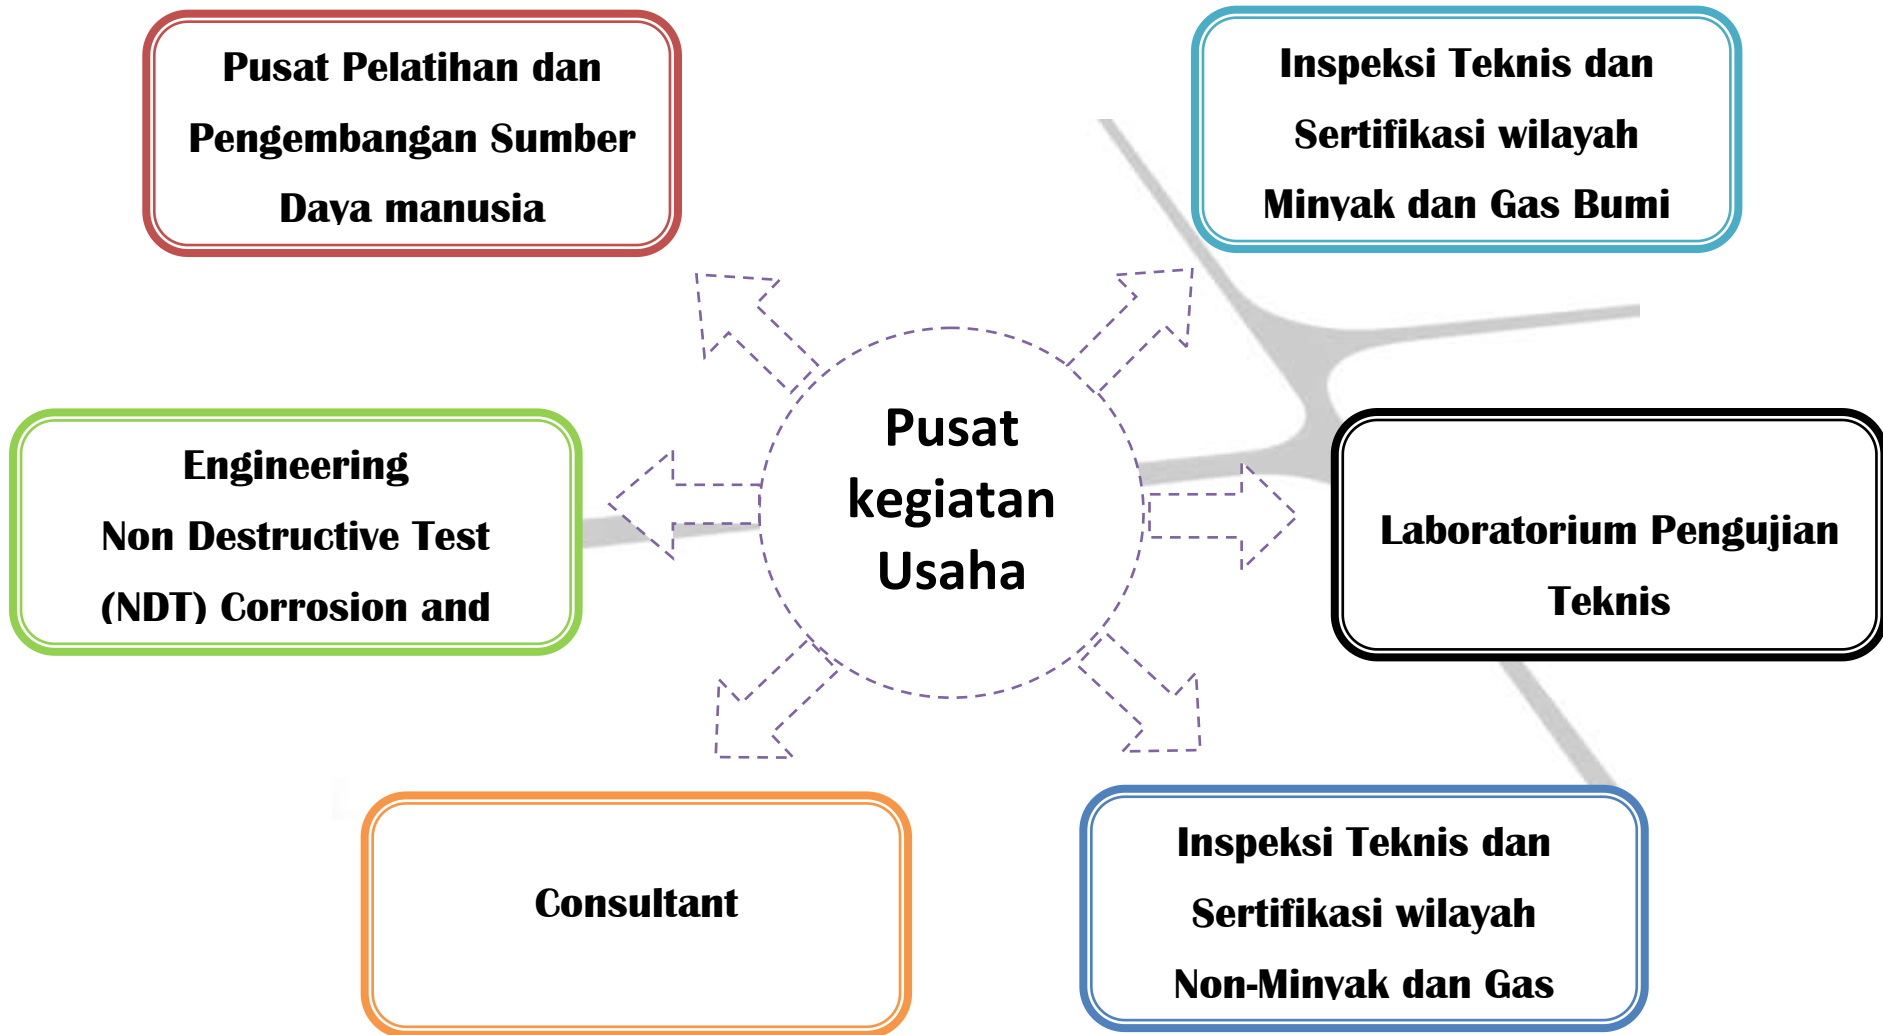 Pusat Pelatihan dan
Pengembangan Sumber
Daya manusia
Inspeksi Teknis dan
Sertifikasi wilayah
Minyak dan Gas Bumi
Engineering
Non Destructive Test
(NDT) Corrosion and
Pusat
kegiatan
Usaha
Laboratorium Pengujian
Teknis
Consultant
Inspeksi Teknis dan
Sertifikasi wilayah
Non-Minyak dan Gas